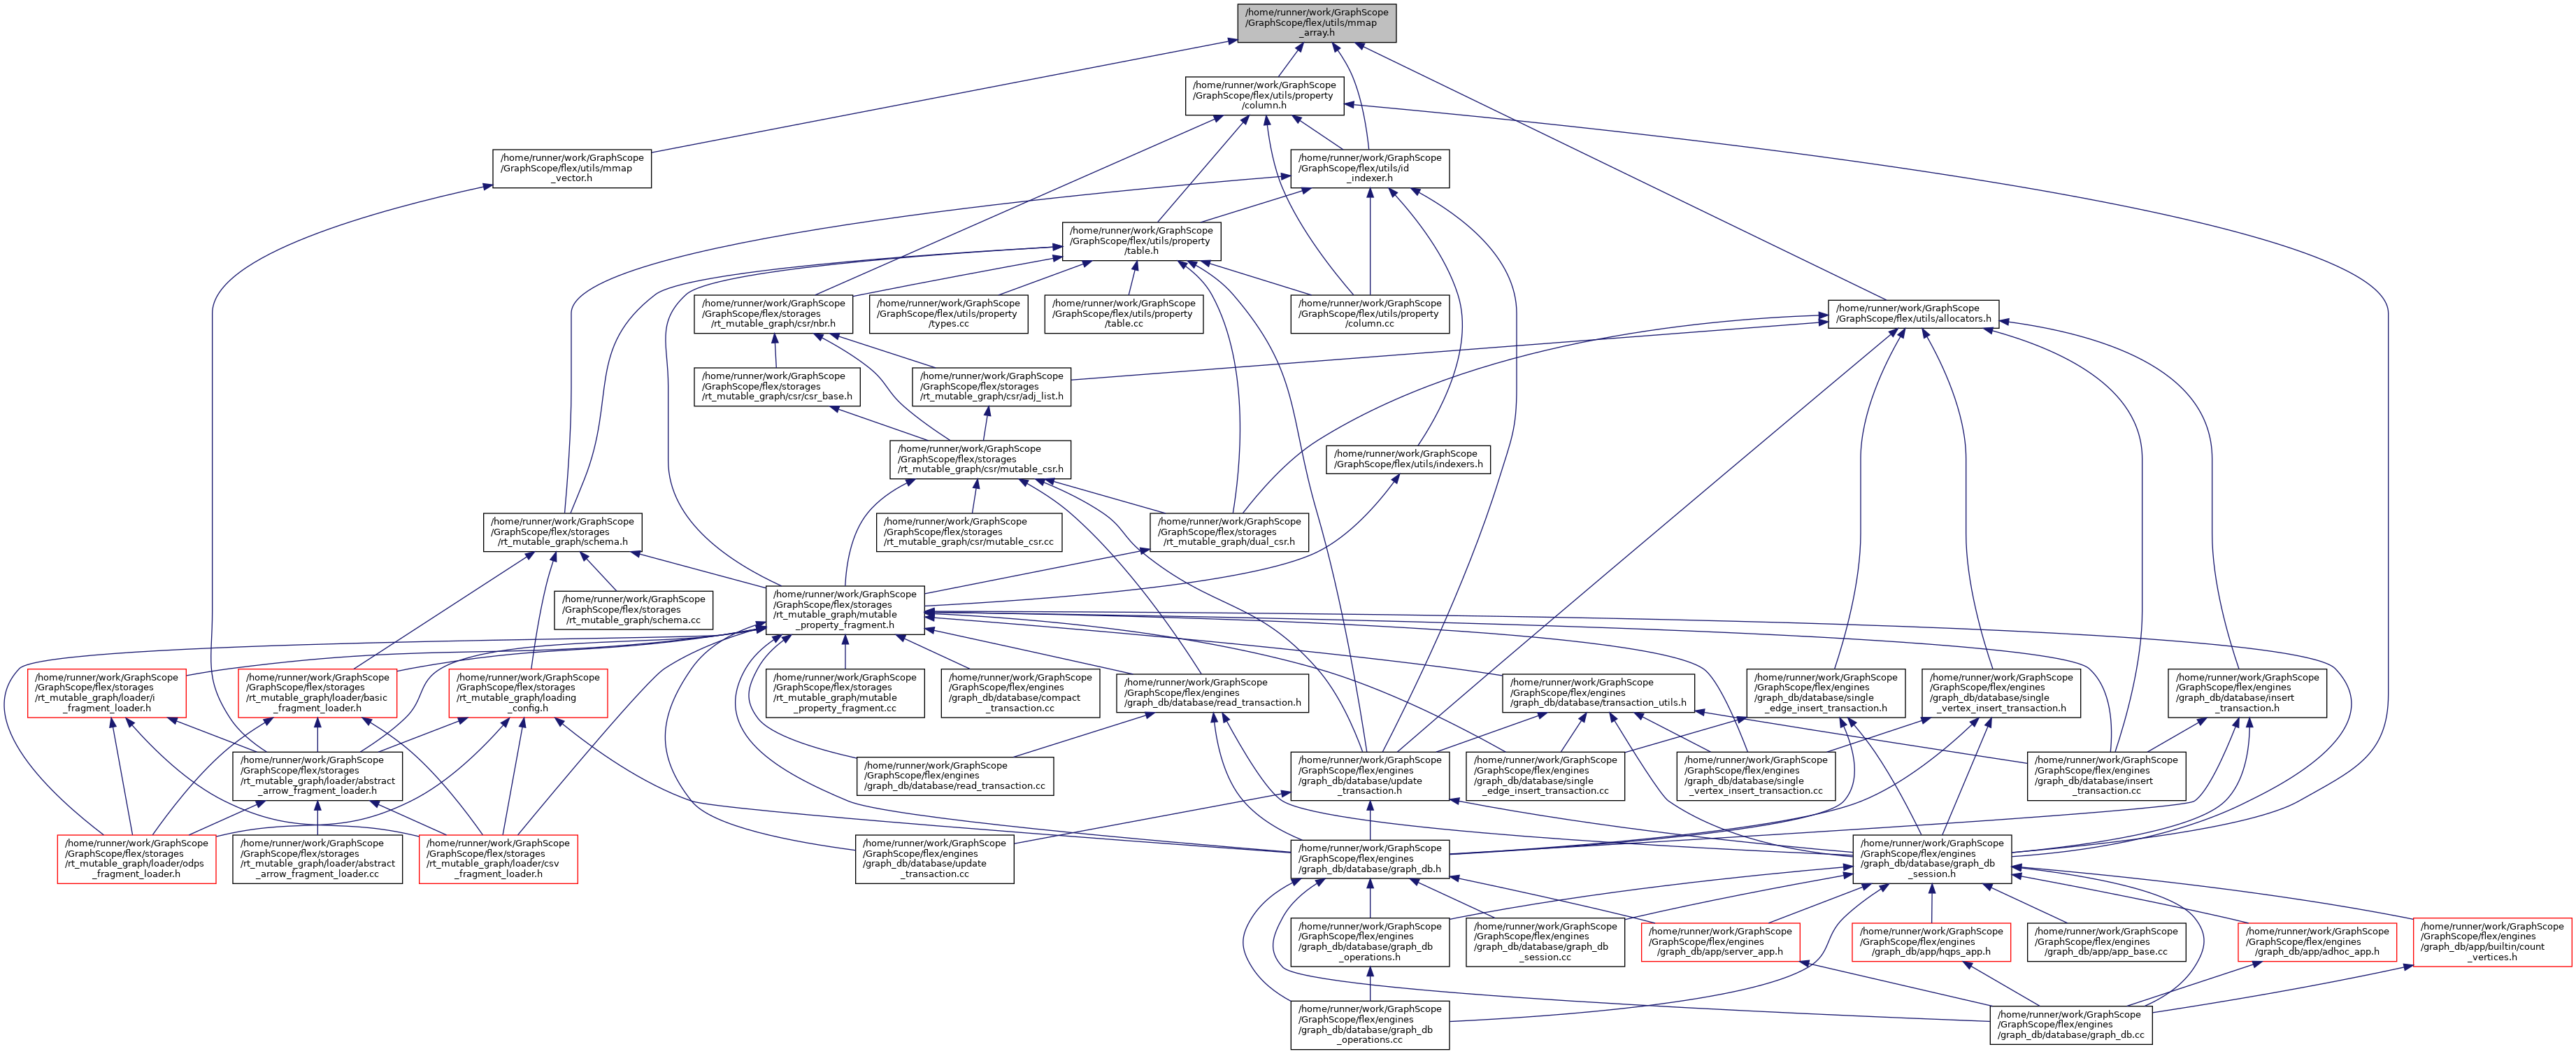 /home/runner/work/GraphScope
/GraphScope/flex/utils/mmap
_array.h
/home/runner/work/GraphScope
/GraphScope/flex/utils/property
/column.h
/home/runner/work/GraphScope
/GraphScope/flex/utils/mmap
_vector.h
/home/runner/work/GraphScope
/GraphScope/flex/utils/id
_indexer.h
/home/runner/work/GraphScope
/GraphScope/flex/utils/property
/table.h
/home/runner/work/GraphScope
/GraphScope/flex/storages
/rt_mutable_graph/csr/nbr.h
/home/runner/work/GraphScope
/GraphScope/flex/utils/property
/types.cc
/home/runner/work/GraphScope
/GraphScope/flex/utils/property
/table.cc
/home/runner/work/GraphScope
/GraphScope/flex/utils/property
/column.cc
/home/runner/work/GraphScope
/GraphScope/flex/utils/allocators.h
/home/runner/work/GraphScope
/GraphScope/flex/storages
/rt_mutable_graph/csr/csr_base.h
/home/runner/work/GraphScope
/GraphScope/flex/storages
/rt_mutable_graph/csr/adj_list.h
/home/runner/work/GraphScope
/GraphScope/flex/storages
/rt_mutable_graph/csr/mutable_csr.h
/home/runner/work/GraphScope
/GraphScope/flex/utils/indexers.h
/home/runner/work/GraphScope
/GraphScope/flex/storages
/rt_mutable_graph/schema.h
/home/runner/work/GraphScope
/GraphScope/flex/storages
/rt_mutable_graph/csr/mutable_csr.cc
/home/runner/work/GraphScope
/GraphScope/flex/storages
/rt_mutable_graph/dual_csr.h
/home/runner/work/GraphScope
/GraphScope/flex/storages
/rt_mutable_graph/schema.cc
/home/runner/work/GraphScope
/GraphScope/flex/storages
/rt_mutable_graph/mutable
_property_fragment.h
/home/runner/work/GraphScope
/GraphScope/flex/storages
/rt_mutable_graph/loader/i
_fragment_loader.h
/home/runner/work/GraphScope
/GraphScope/flex/storages
/rt_mutable_graph/loader/basic
_fragment_loader.h
/home/runner/work/GraphScope
/GraphScope/flex/storages
/rt_mutable_graph/loading
_config.h
/home/runner/work/GraphScope
/GraphScope/flex/storages
/rt_mutable_graph/mutable
_property_fragment.cc
/home/runner/work/GraphScope
/GraphScope/flex/engines
/graph_db/database/compact
_transaction.cc
/home/runner/work/GraphScope
/GraphScope/flex/engines
/graph_db/database/read_transaction.h
/home/runner/work/GraphScope
/GraphScope/flex/engines
/graph_db/database/transaction_utils.h
/home/runner/work/GraphScope
/GraphScope/flex/engines
/graph_db/database/single
_edge_insert_transaction.h
/home/runner/work/GraphScope
/GraphScope/flex/engines
/graph_db/database/single
_vertex_insert_transaction.h
/home/runner/work/GraphScope
/GraphScope/flex/engines
/graph_db/database/insert
_transaction.h
/home/runner/work/GraphScope
/GraphScope/flex/storages
/rt_mutable_graph/loader/abstract
_arrow_fragment_loader.h
/home/runner/work/GraphScope
/GraphScope/flex/engines
/graph_db/database/read_transaction.cc
/home/runner/work/GraphScope
/GraphScope/flex/engines
/graph_db/database/update
_transaction.h
/home/runner/work/GraphScope
/GraphScope/flex/engines
/graph_db/database/single
_edge_insert_transaction.cc
/home/runner/work/GraphScope
/GraphScope/flex/engines
/graph_db/database/single
_vertex_insert_transaction.cc
/home/runner/work/GraphScope
/GraphScope/flex/engines
/graph_db/database/insert
_transaction.cc
/home/runner/work/GraphScope
/GraphScope/flex/storages
/rt_mutable_graph/loader/odps
_fragment_loader.h
/home/runner/work/GraphScope
/GraphScope/flex/storages
/rt_mutable_graph/loader/abstract
_arrow_fragment_loader.cc
/home/runner/work/GraphScope
/GraphScope/flex/storages
/rt_mutable_graph/loader/csv
_fragment_loader.h
/home/runner/work/GraphScope
/GraphScope/flex/engines
/graph_db/database/update
_transaction.cc
/home/runner/work/GraphScope
/GraphScope/flex/engines
/graph_db/database/graph_db.h
/home/runner/work/GraphScope
/GraphScope/flex/engines
/graph_db/database/graph_db
_session.h
/home/runner/work/GraphScope
/GraphScope/flex/engines
/graph_db/database/graph_db
_operations.h
/home/runner/work/GraphScope
/GraphScope/flex/engines
/graph_db/database/graph_db
_session.cc
/home/runner/work/GraphScope
/GraphScope/flex/engines
/graph_db/app/server_app.h
/home/runner/work/GraphScope
/GraphScope/flex/engines
/graph_db/app/hqps_app.h
/home/runner/work/GraphScope
/GraphScope/flex/engines
/graph_db/app/app_base.cc
/home/runner/work/GraphScope
/GraphScope/flex/engines
/graph_db/app/adhoc_app.h
/home/runner/work/GraphScope
/GraphScope/flex/engines
/graph_db/app/builtin/count
_vertices.h
/home/runner/work/GraphScope
/GraphScope/flex/engines
/graph_db/database/graph_db
_operations.cc
/home/runner/work/GraphScope
/GraphScope/flex/engines
/graph_db/database/graph_db.cc